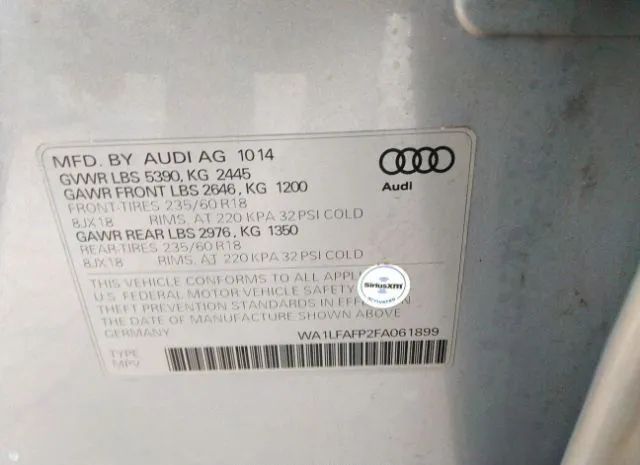 MFD. BY AUDI AG 1014
GVWR LBS 5390, KG 2445
GAWR FRONT LBS 2646, KG 1200
FRONT-TIRES 235/60 R18
8JX18 RIMS, AT 220 KPA 32 PSI COLD
GAWR REAR LBS 2976, KG 1350
REAR-TIRES 235/60 R18
8JX18 RIMS, AT 220 KPA 32 PSI COLD
Audi
THIS VEHICLE CONFORMS TO ALL APPL
U.S. FEDERAL MOTOR VEHICLE SAFETY
THEFT PREVENTION STANDARDS IN EFFE
THE DATE OF MANUFACTURE SHOWN ABOVE
SiriusXM
ACTIVATED
GERMANY WA1LFAFP2FA061899
TYPE
MPV